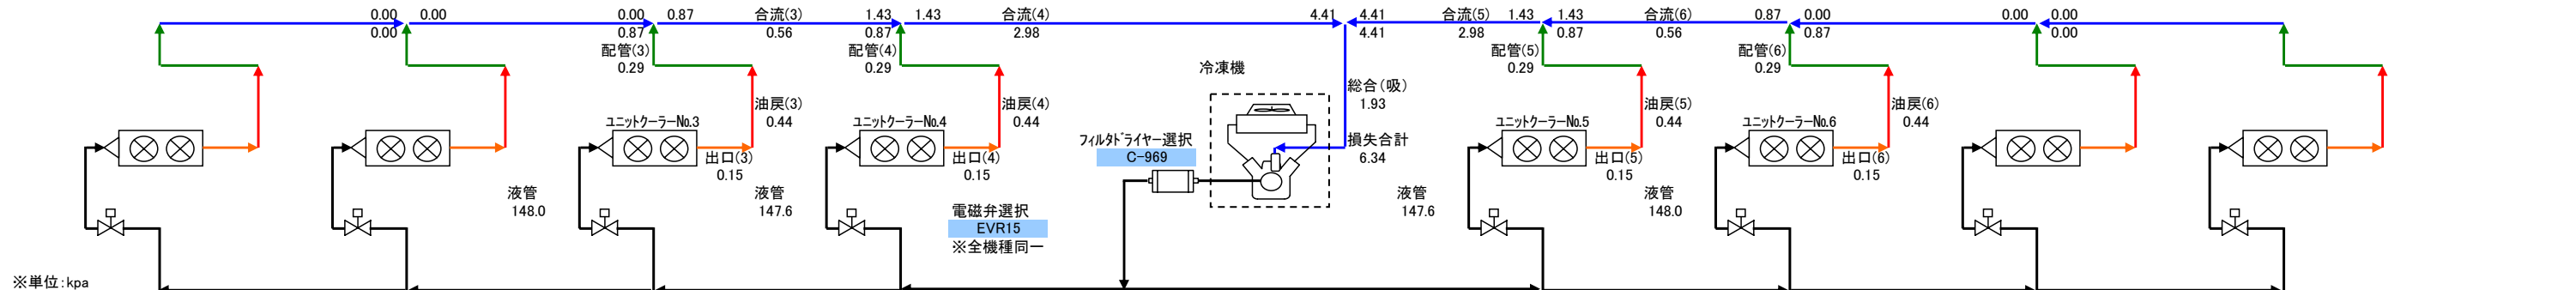 0.00 0.00 0.00 0.87 合流(3) 1.43 1.43 合流(4) 4.41 4.41 合流(5) 1.43 1.43 合流(6) 0.87 0.00 0.00 0.00
0.00 0.87 0.56 0.87 2.98 4.41 2.98 0.87 0.56 0.87 0.00
配管(3) 配管(4) 配管(5) 配管(6)
0.29 0.29 冷凍機 0.29 0.29
総合(吸)
油戻(3) 油戻(4) 1.93 油戻(5) 油戻(6)
ﾕﾆｯﾄｸｰﾗｰNo.3 0.44 ﾕﾆｯﾄｸｰﾗｰNo.4 0.44 ﾕﾆｯﾄｸｰﾗｰNo.5 0.44 ﾕﾆｯﾄｸｰﾗｰNo.6 0.44
ﾌｨﾙﾀﾄﾞﾗｲﾔｰ選択 損失合計
出口(3) 出口(4) C-969 6.34 出口(5) 出口(6)
0.15 0.15 0.15 0.15
液管 液管 液管 液管
148.0 147.6 電磁弁選択 147.6 148.0
EVR15
※全機種同一
※単位:kpa